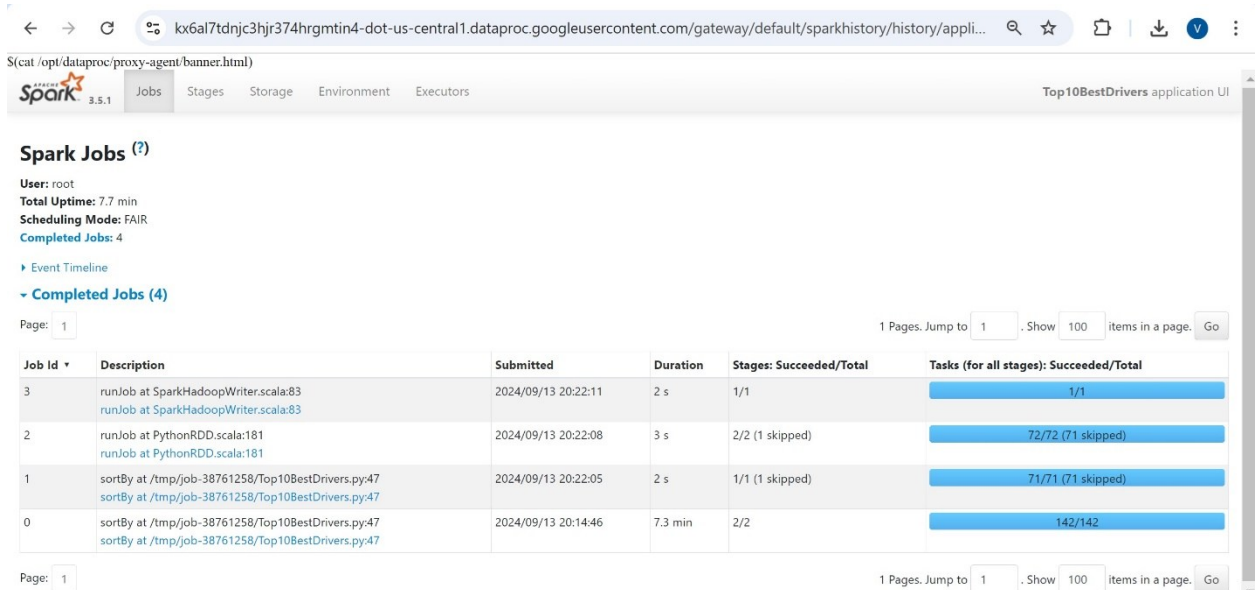 kx6al7tdnjc3hjr374hrgmtin4-dot-us-central1.dataproc.googleusercontent.com/gateway/default/sparkhistory/history/appli...
V
$(cat /opt/dataproc/proxy-agent/banner.html)
APACHE Spark 3.5.1 Jobs Stages Storage Environment Executors Top10BestDrivers application UI
Spark Jobs (?)
User: root
Total Uptime: 7.7 min
Scheduling Mode: FAIR
Completed Jobs: 4
Event Timeline
Completed Jobs (4)
Page: 1 1 Pages. Jump to 1 . Show 100 items in a page. Go
Job Id ▾ Description Submitted Duration Stages: Succeeded/Total Tasks (for all stages): Succeeded/Total
3 runJob at SparkHadoopWriter.scala:83 2024/09/13 20:22:11 2 s 1/1 1/1
runJob at SparkHadoopWriter.scala:83
2 runJob at PythonRDD.scala:181 2024/09/13 20:22:08 3 s 2/2 (1 skipped) 72/72 (71 skipped)
runJob at PythonRDD.scala:181
1 sortBy at /tmp/job-38761258/Top10BestDrivers.py:47 2024/09/13 20:22:05 2 s 1/1 (1 skipped) 71/71 (71 skipped)
sortBy at /tmp/job-38761258/Top10BestDrivers.py:47
0 sortBy at /tmp/job-38761258/Top10BestDrivers.py:47 2024/09/13 20:14:46 7.3 min 2/2 142/142
sortBy at /tmp/job-38761258/Top10BestDrivers.py:47
Page: 1 1 Pages. Jump to 1 . Show 100 items in a page. Go